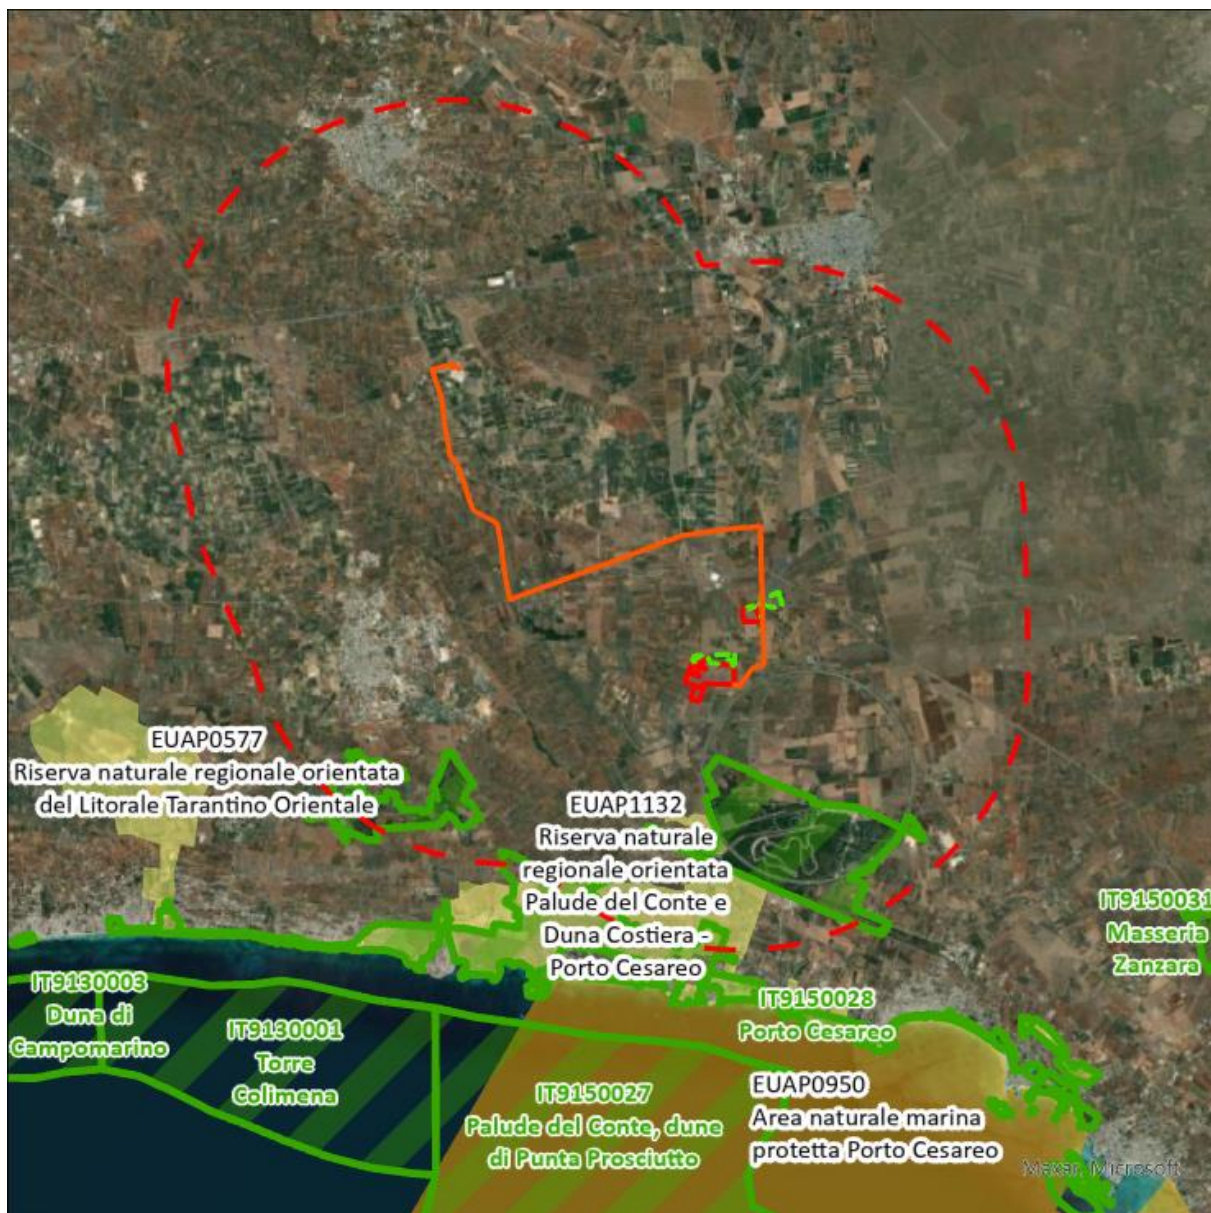 EUAP0577
Riserva naturale regionale orientata
del Litorale Tarantino Orientale
EUAP1132
Riserva naturale
regionale orientata
Palude del Conte e
Duna Costiera -
Porto Cesareo
IT9150031
Masseria
Zanzara
IT9130003
Duna di
Campomarino
IT9130001
Torre
Colimena
IT9150028
Porto Cesareo
IT9150027
Palude del Conte, dune
di Punta Prosciutto
EUAP0950
Area naturale marina
protetta Porto Cesareo
Maxar, Microsoft